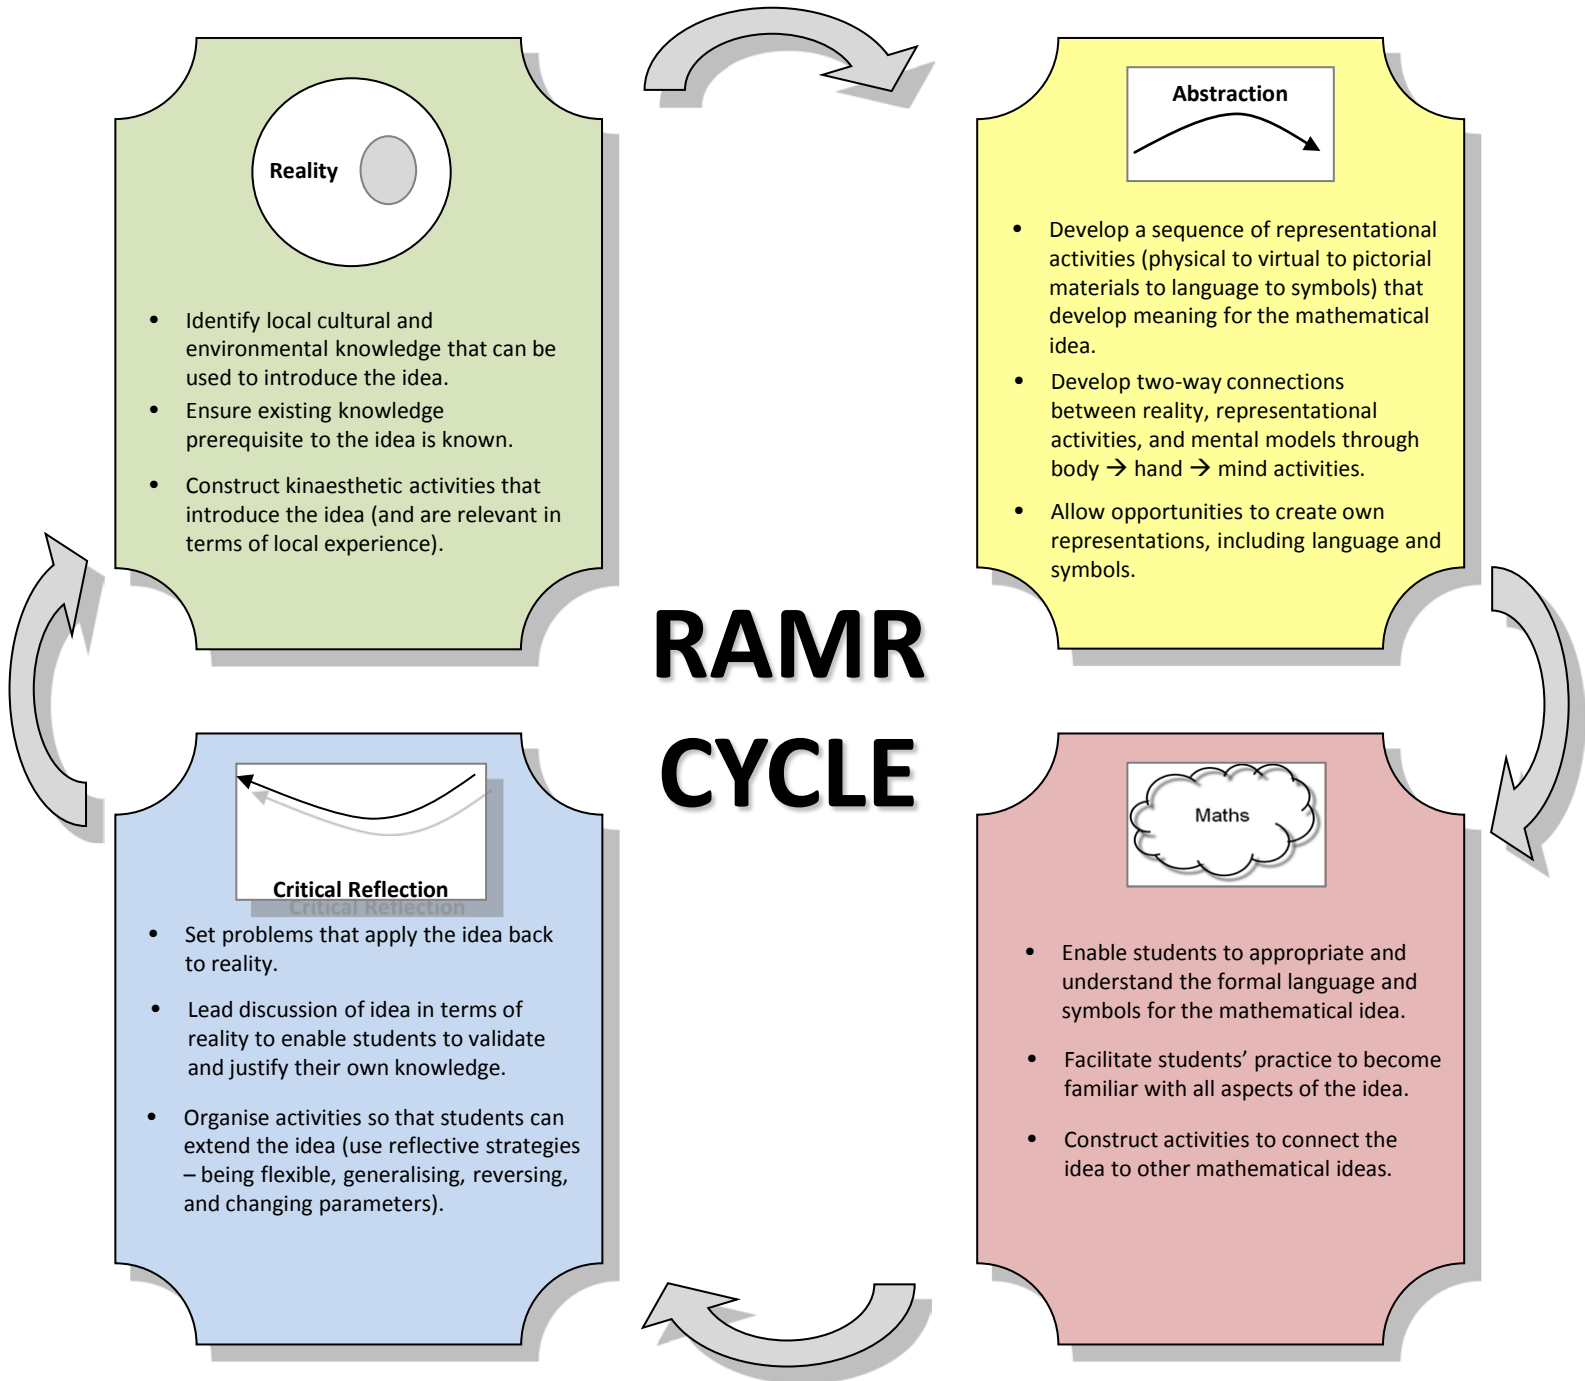 Reality
• Identify local cultural and
environmental knowledge that can be
used to introduce the idea.
• Ensure existing knowledge
prerequisite to the idea is known.
• Construct kinaesthetic activities that
introduce the idea (and are relevant in
terms of local experience).
Abstraction
• Develop a sequence of representational
activities (physical to virtual to pictorial
materials to language to symbols) that
develop meaning for the mathematical
idea.
• Develop two-way connections
between reality, representational
activities, and mental models through
body → hand → mind activities.
• Allow opportunities to create own
representations, including language and
symbols.
RAMR
CYCLE
Critical Reflection
• Set problems that apply the idea back
to reality.
• Lead discussion of idea in terms of
reality to enable students to validate
and justify their own knowledge.
• Organise activities so that students can
extend the idea (use reflective strategies
– being flexible, generalising, reversing,
and changing parameters).
Maths
• Enable students to appropriate and
understand the formal language and
symbols for the mathematical idea.
• Facilitate students’ practice to become
familiar with all aspects of the idea.
• Construct activities to connect the
idea to other mathematical ideas.